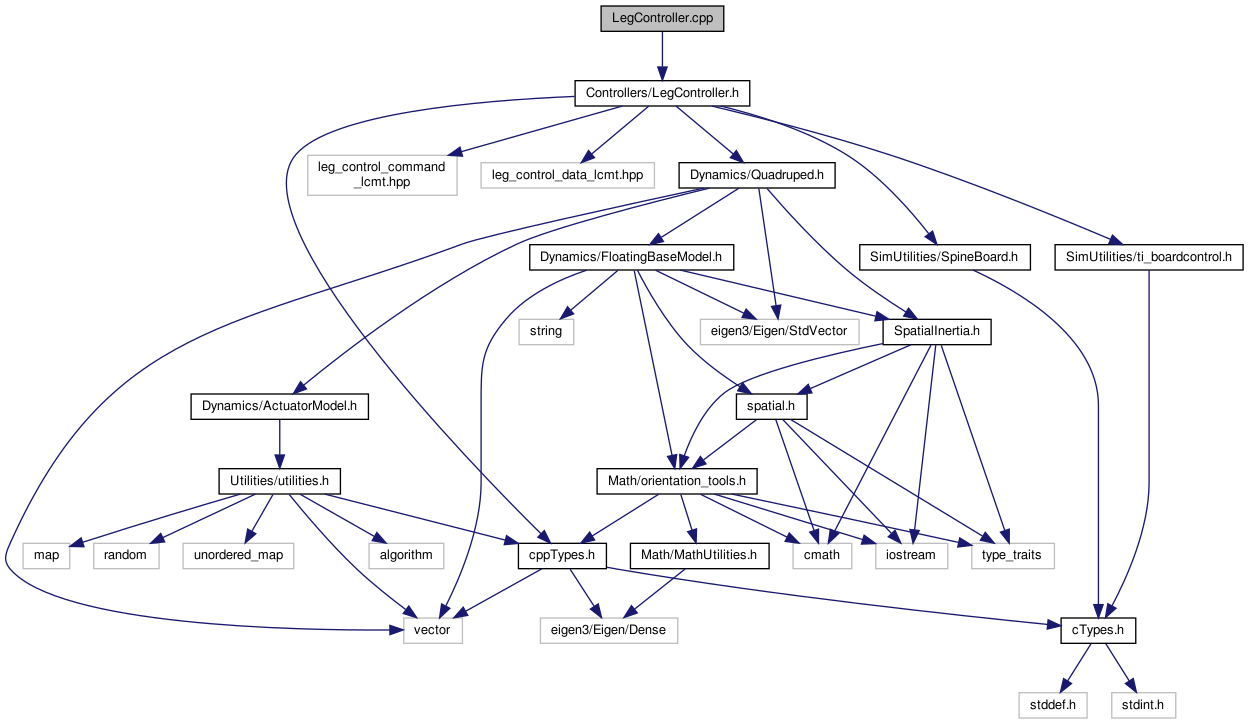 LegController.cpp
Controllers/LegController.h
leg_control_command
_lcmt.hpp
leg_control_data_lcmt.hpp
Dynamics/Quadruped.h
Dynamics/FloatingBaseModel.h
SimUtilities/SpineBoard.h
SimUtilities/ti_boardcontrol.h
string
eigen3/Eigen/StdVector
SpatialInertia.h
Dynamics/ActuatorModel.h
spatial.h
Utilities/utilities.h
Math/orientation_tools.h
map
random
unordered_map
algorithm
cppTypes.h
Math/MathUtilities.h
cmath
iostream
type_traits
vector
eigen3/Eigen/Dense
cTypes.h
stddef.h
stdint.h